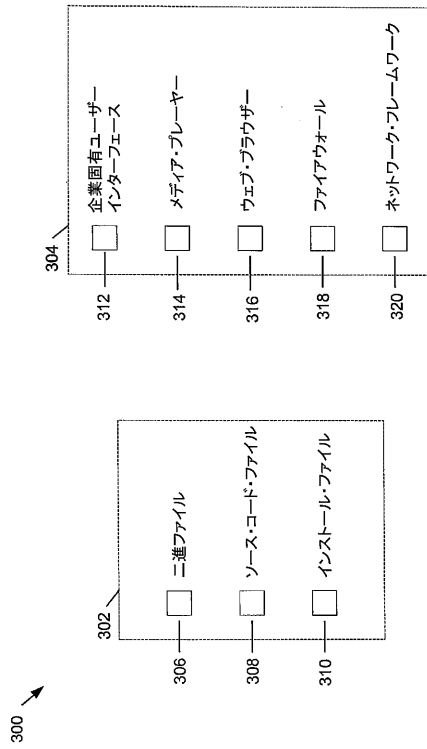 300
302
306
二進ファイル
308
ソース・コード・ファイル
310
インストール・ファイル
304
312
企業固有ユーザー
インターフェース
314
メディア・プレーヤー
316
ウェブ・ブラウザー
318
ファイアウォール
320
ネットワーク・フレームワーク